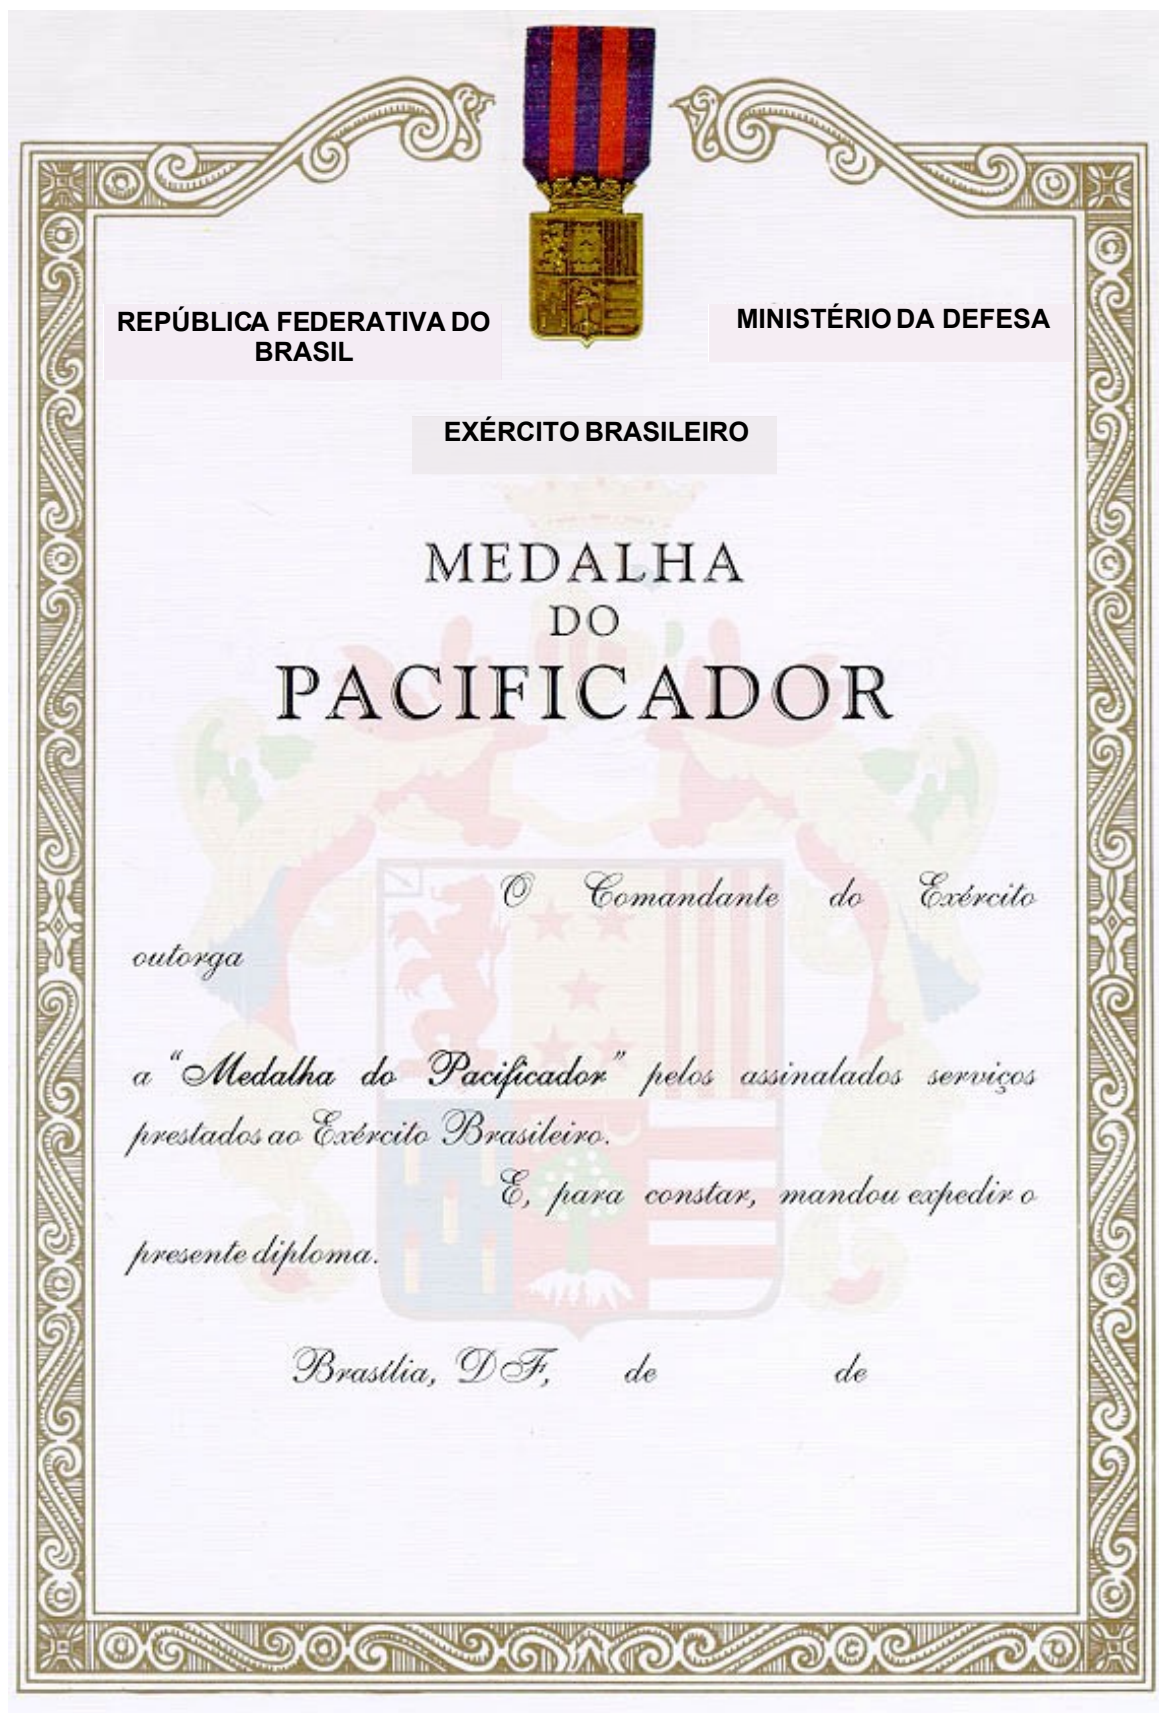 REPÚBLICA FEDERATIVA DO
BRASIL
MINISTÉRIO DA DEFESA
EXÉRCITO BRASILEIRO
MEDALHA
DO
PACIFICADOR
O Comandante do Exército
outorga
a "Medalha do Pacificador" pelos assinalados serviços
prestados ao Exército Brasileiro.
E, para constar, mandou expedir o
presente diploma.
Brasília, DF, de de